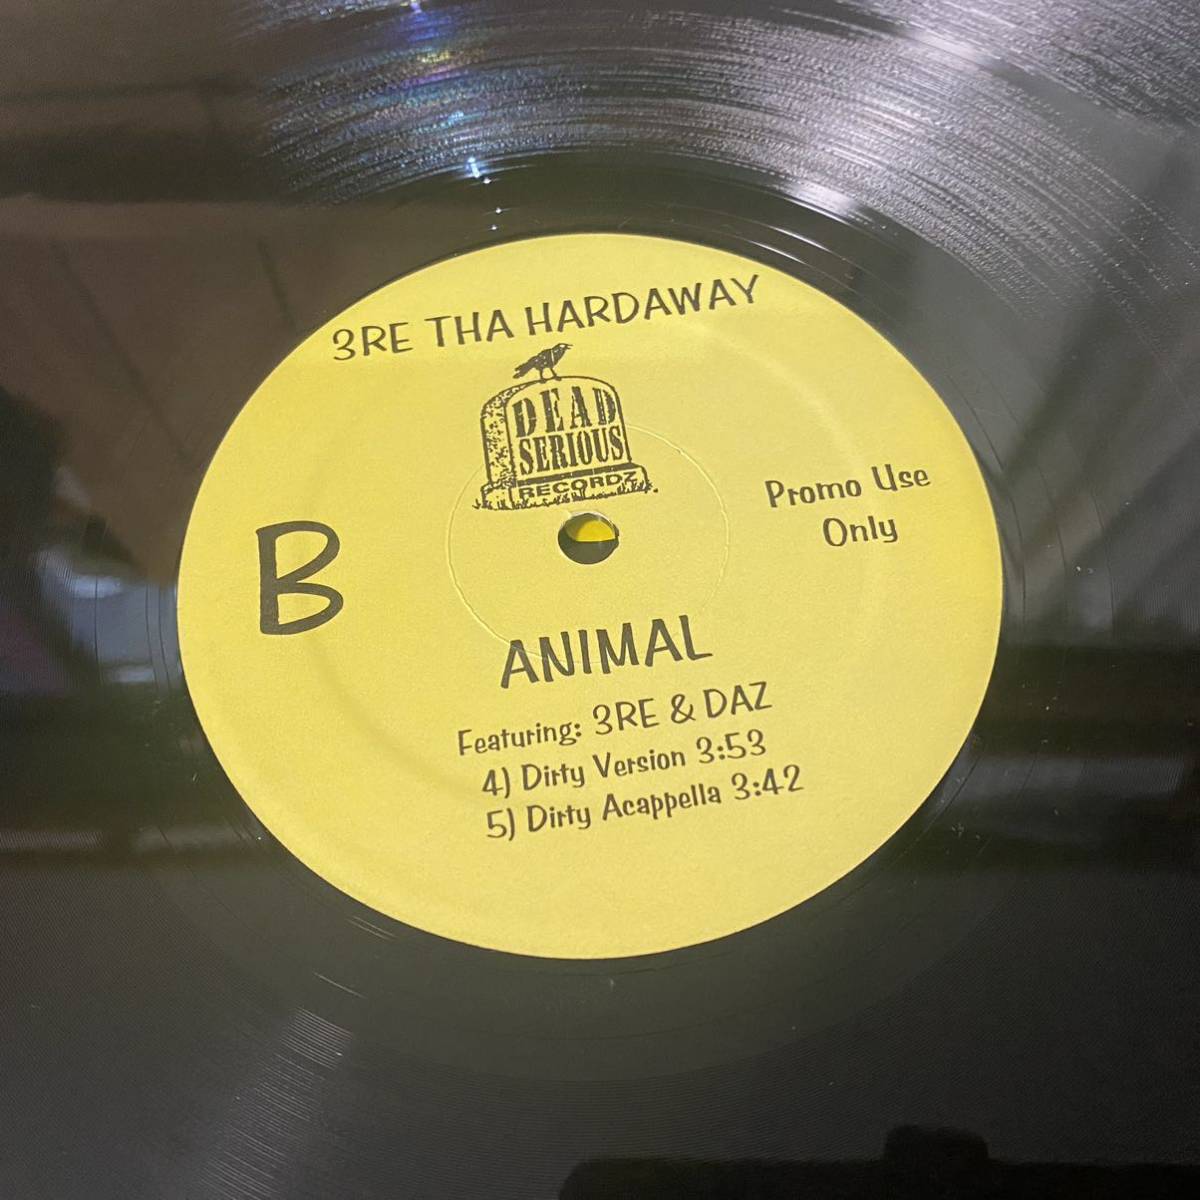 3RE THA HARDAWAY
DEAD
SERIOUS
RECORDZ
Promo Use
Only
B
ANIMAL
Featuring: 3RE & DAZ
4) Dirty Version 3:53
5) Dirty Acappella 3:42